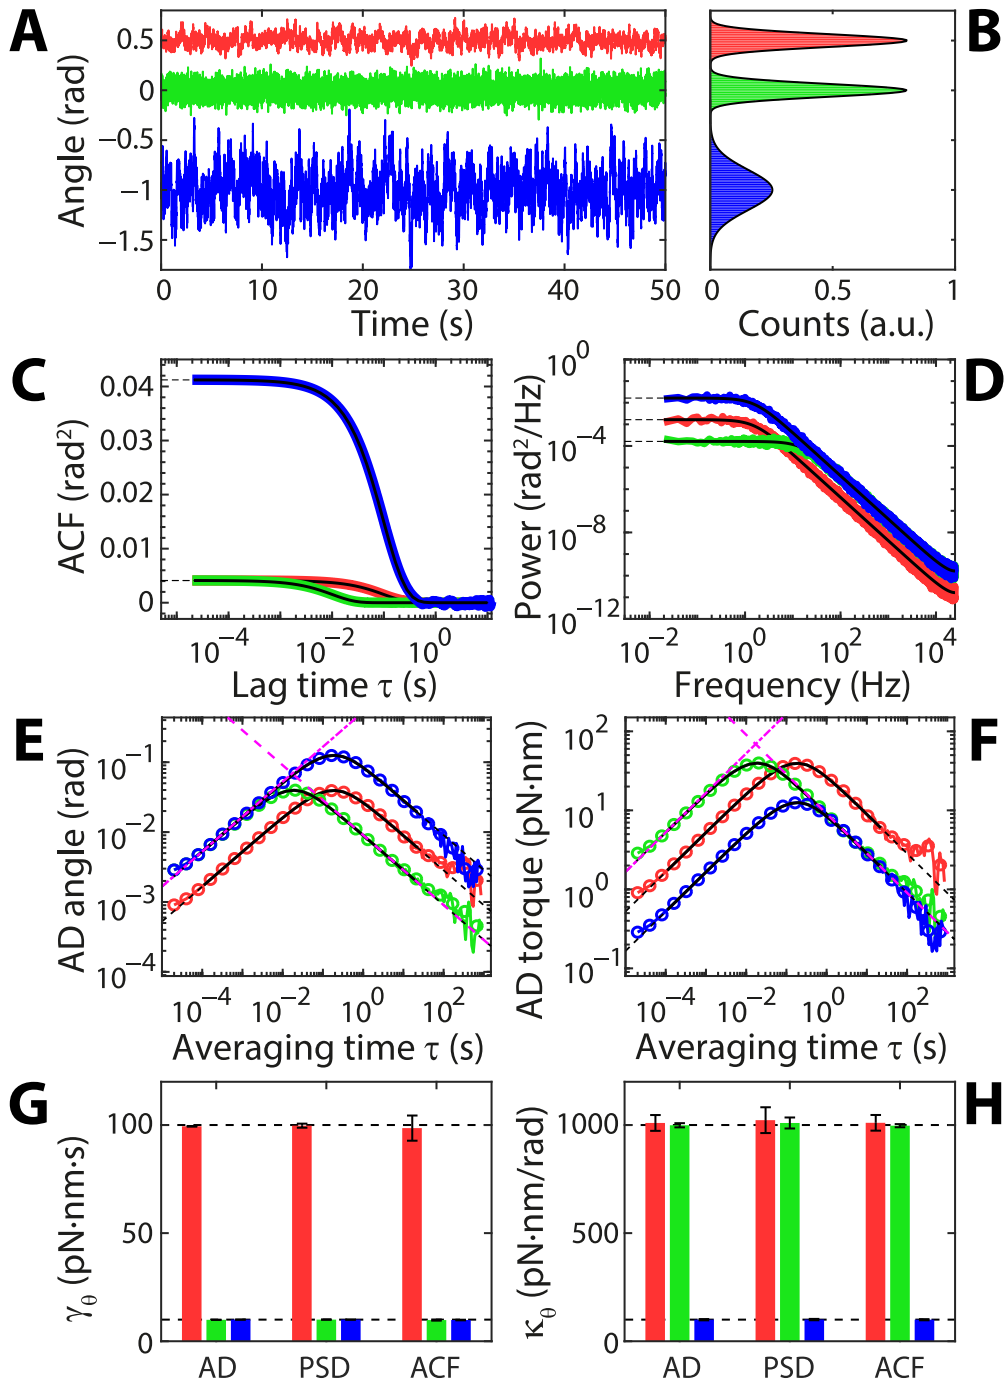 A
Angle (rad)
0.5
0
−0.5
−1
−1.5
0 10 20 30 40 50
Time (s)
B
0 0.5 1
Counts (a.u.)
C
ACF (rad²)
0.04
0.03
0.02
0.01
0
10⁻⁴ 10⁻² 10⁰
Lag time τ (s)
D
Power (rad²/Hz)
10⁰
10⁻⁴
10⁻⁸
10⁻¹²
10⁻² 10⁰ 10² 10⁴
Frequency (Hz)
E
AD angle (rad)
10⁻¹
10⁻²
10⁻³
10⁻⁴
10⁻⁴ 10⁻² 10⁰ 10²
Averaging time τ (s)
F
AD torque (pN·nm)
10²
10¹
10⁰
10⁻¹
10⁻⁴ 10⁻² 10⁰ 10²
Averaging time τ (s)
G
γθ (pN·nm·s)
100
50
0
AD PSD ACF
H
κθ (pN·nm/rad)
1000
500
0
AD PSD ACF